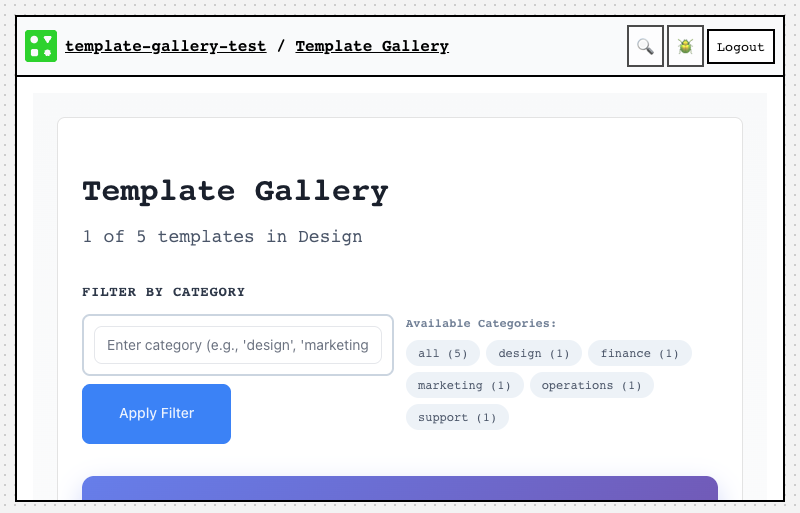 template-gallery-test / Template Gallery
Logout
Template Gallery
1 of 5 templates in Design
FILTER BY CATEGORY
Enter category (e.g., 'design', 'marketing
Apply Filter
Available Categories:
all (5) design (1) finance (1)
marketing (1) operations (1)
support (1)